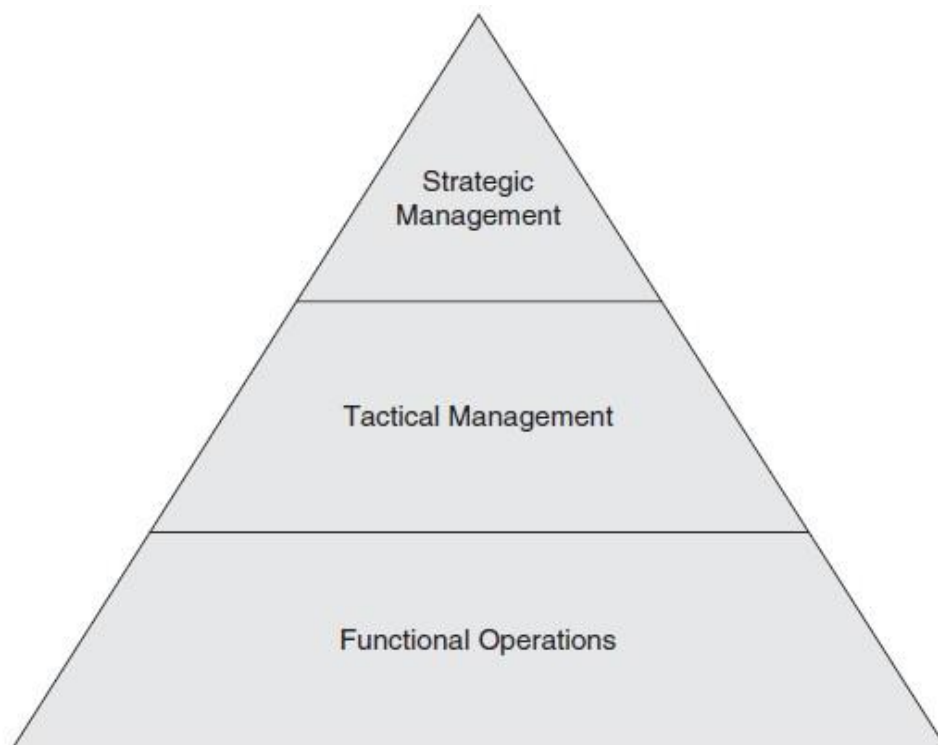 Strategic
Management
Tactical Management
Functional Operations